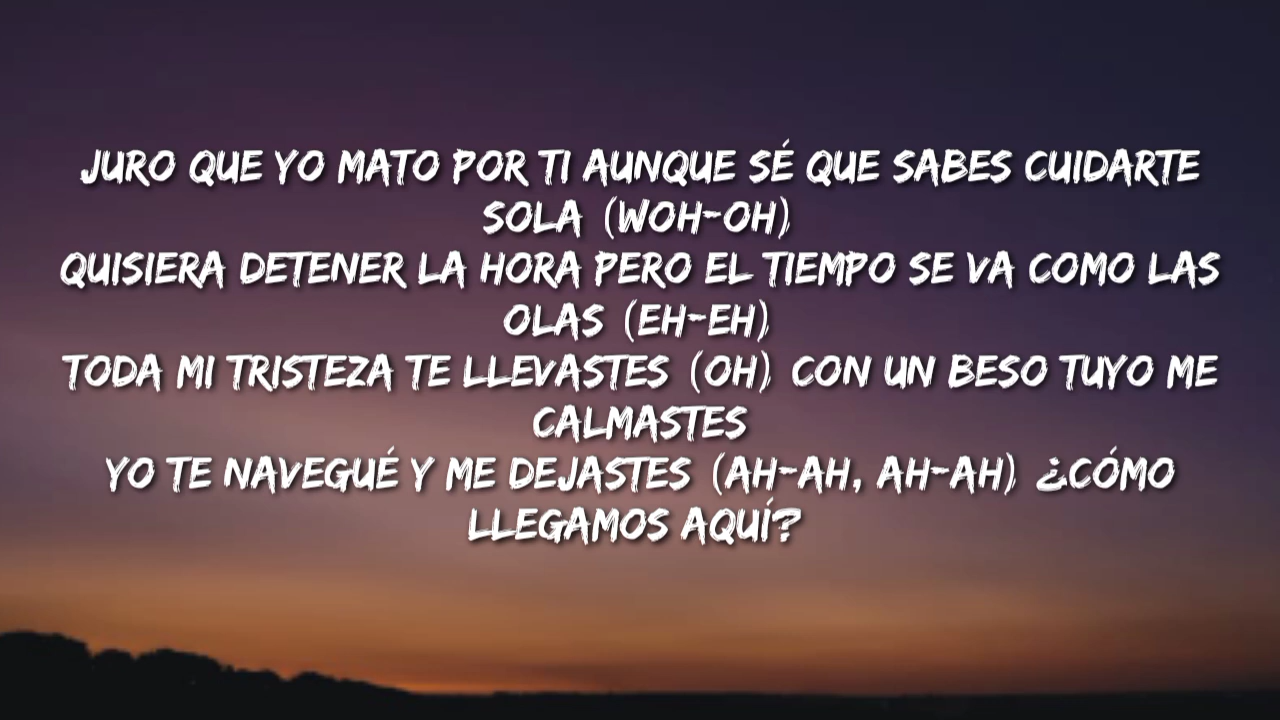 JURO QUE YO MATO POR TI AUNQUE SÉ QUE SABES CUIDARTE
SOLA (WOH-OH)
QUISIERA DETENER LA HORA PERO EL TIEMPO SE VA COMO LAS
OLAS (EH-EH)
TODA MI TRISTEZA TE LLEVASTES (OH) CON UN BESO TUYO ME
CALMASTES
YO TE NAVEGUÉ Y ME DEJASTES (AH-AH, AH-AH) ¿CÓMO
LLEGAMOS AQUÍ?